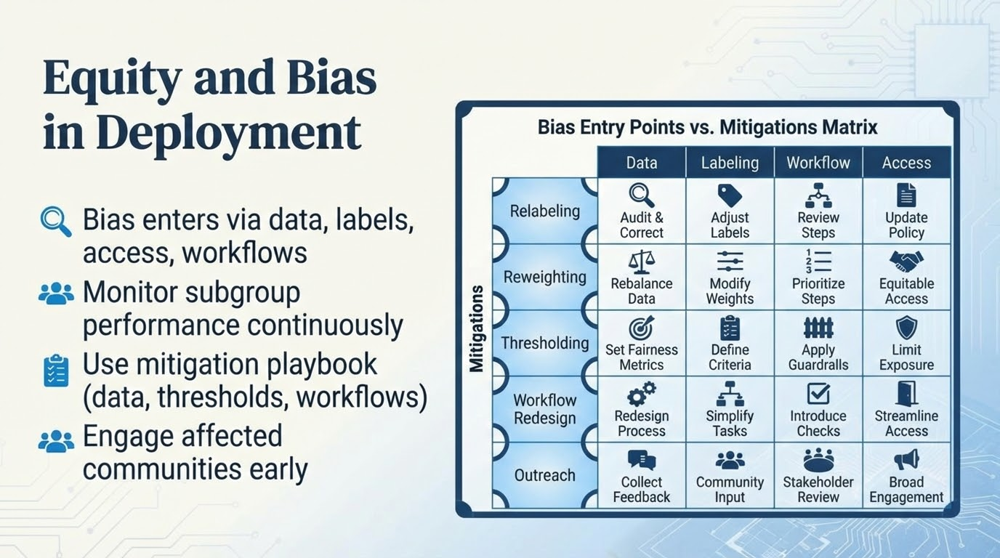 Equity and Bias
in Deployment
Bias enters via data, labels,
access, workflows
Monitor subgroup
performance continuously
Use mitigation playbook
(data, thresholds, workflows)
Engage affected
communities early
Bias Entry Points vs. Mitigations Matrix
Data Labeling Workflow Access
Mitigations
Relabeling
Audit &
Correct
Adjust
Labels
Review
Steps
Update
Policy
Reweighting
Rebalance
Data
Modify
Weights
1
2
3
Prioritize
Steps
Equitable
Access
Thresholding
Set Fairness
Metrics
Define
Criteria
Apply
Guardralls
Limit
Exposure
Workflow
Redesign
Redesign
Process
Simplify
Tasks
Introduce
Checks
Streamline
Access
Outreach
Collect
Feedback
Community
Input
Stakeholder
Review
Broad
Engagement